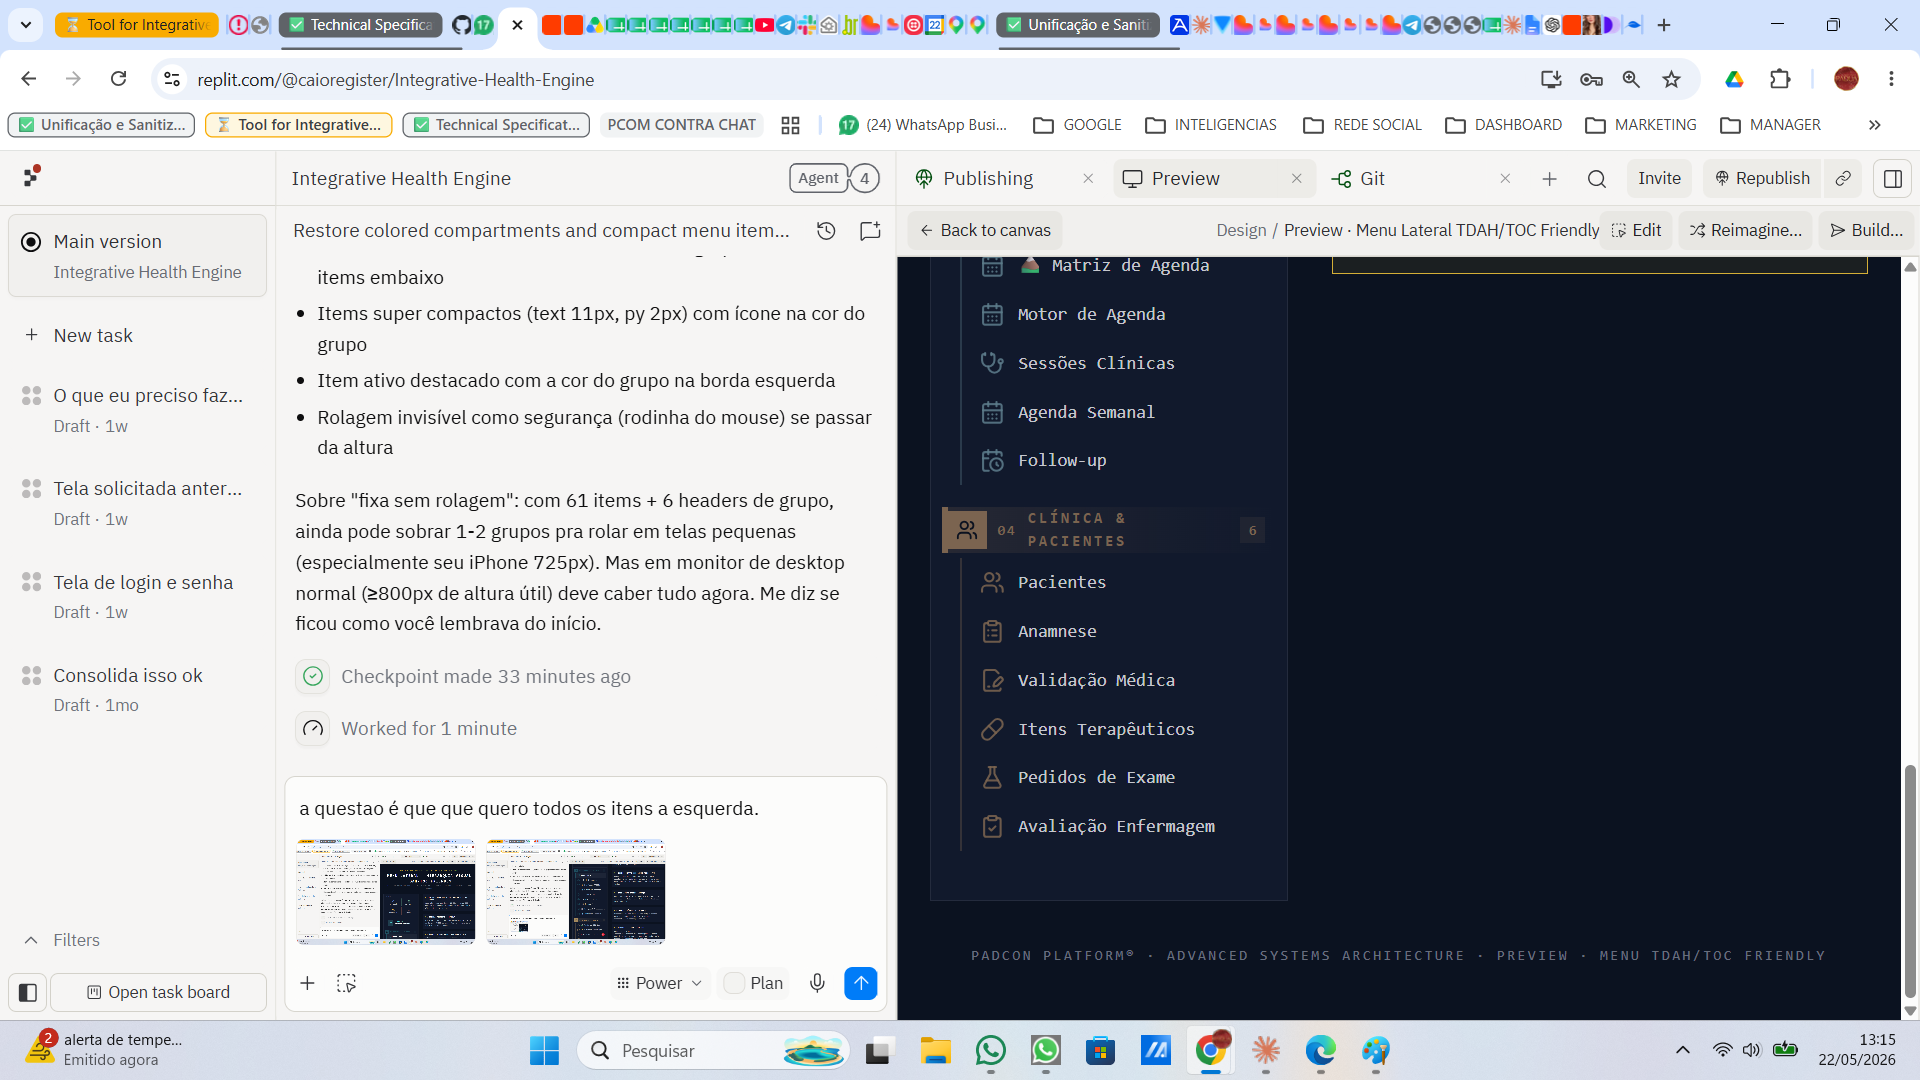 ⌛ Tool for Integrative
✅ Technical Specifica
✅ Unificação e Saniti
replit.com/@caioregister/Integrative-Health-Engine
✅ Unificação e Sanitiz...
⌛ Tool for Integrative...
✅ Technical Specificat...
PCOM CONTRA CHAT
(24) WhatsApp Busi...
GOOGLE
INTELIGENCIAS
REDE SOCIAL
DASHBOARD
MARKETING
MANAGER
Integrative Health Engine
Agent
4
Publishing
Preview
Git
Invite
Republish
Main version
Integrative Health Engine
New task
O que eu preciso faz...
Draft · 1w
Tela solicitada anter...
Draft · 1w
Tela de login e senha
Draft · 1w
Consolida isso ok
Draft · 1mo
Filters
Open task board
Restore colored compartments and compact menu item...
items embaixo
• Items super compactos (text 11px, py 2px) com ícone na cor do
grupo
• Item ativo destacado com a cor do grupo na borda esquerda
• Rolagem invisível como segurança (rodinha do mouse) se passar
da altura
Sobre "fixa sem rolagem": com 61 items + 6 headers de grupo,
ainda pode sobrar 1-2 grupos pra rolar em telas pequenas
(especialmente seu iPhone 725px). Mas em monitor de desktop
normal (≥800px de altura útil) deve caber tudo agora. Me diz se
ficou como você lembrava do início.
Checkpoint made 33 minutes ago
Worked for 1 minute
a questao é que que quero todos os itens a esquerda.
Power
Plan
Back to canvas
Design / Preview · Menu Lateral TDAH/TOC Friendly
Edit
Reimagine...
Build...
Matriz de Agenda
Motor de Agenda
Sessões Clínicas
Agenda Semanal
Follow-up
04 CLÍNICA &
PACIENTES
6
Pacientes
Anamnese
Validação Médica
Itens Terapêuticos
Pedidos de Exame
Avaliação Enfermagem
PADCON PLATFORM® · ADVANCED SYSTEMS ARCHITECTURE · PREVIEW · MENU TDAH/TOC FRIENDLY
2
alerta de tempe...
Emitido agora
Pesquisar
13:15
22/05/2026